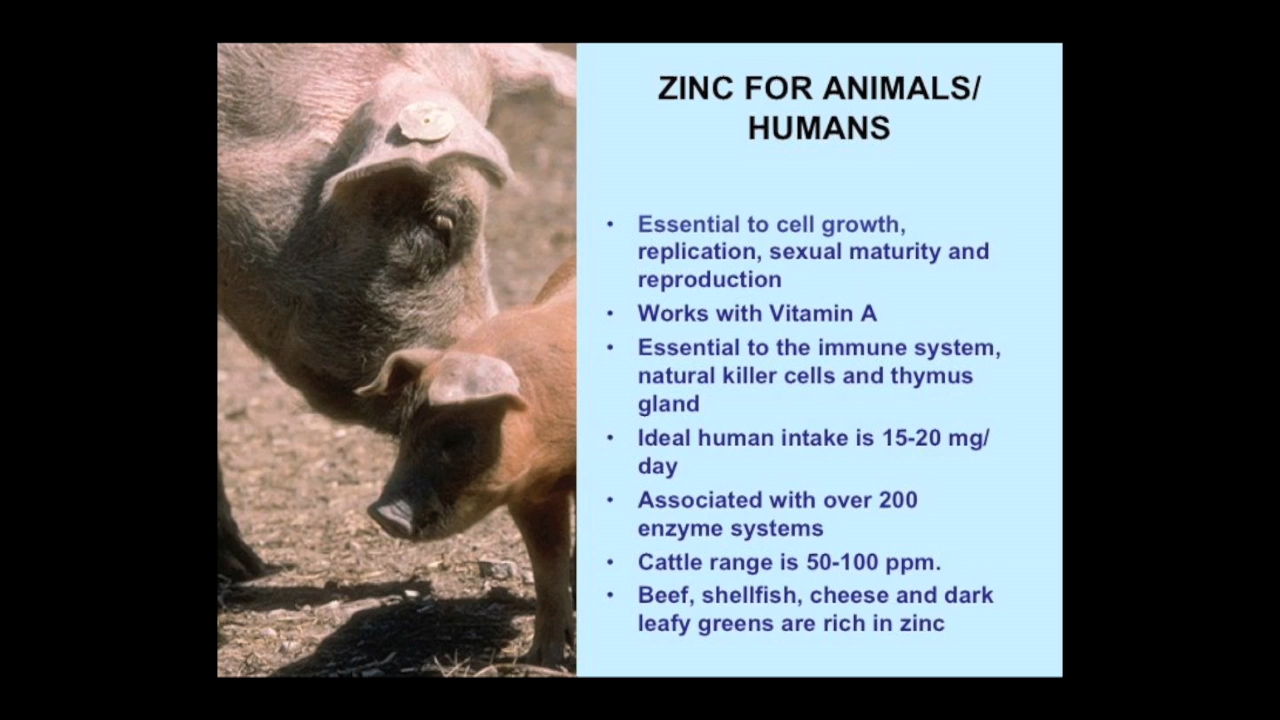 ZINC FOR ANIMALS/
HUMANS
• Essential to cell growth,
replication, sexual maturity and
reproduction
• Works with Vitamin A
• Essential to the immune system,
natural killer cells and thymus
gland
• Ideal human intake is 15-20 mg/
day
• Associated with over 200
enzyme systems
• Cattle range is 50-100 ppm.
• Beef, shellfish, cheese and dark
leafy greens are rich in zinc